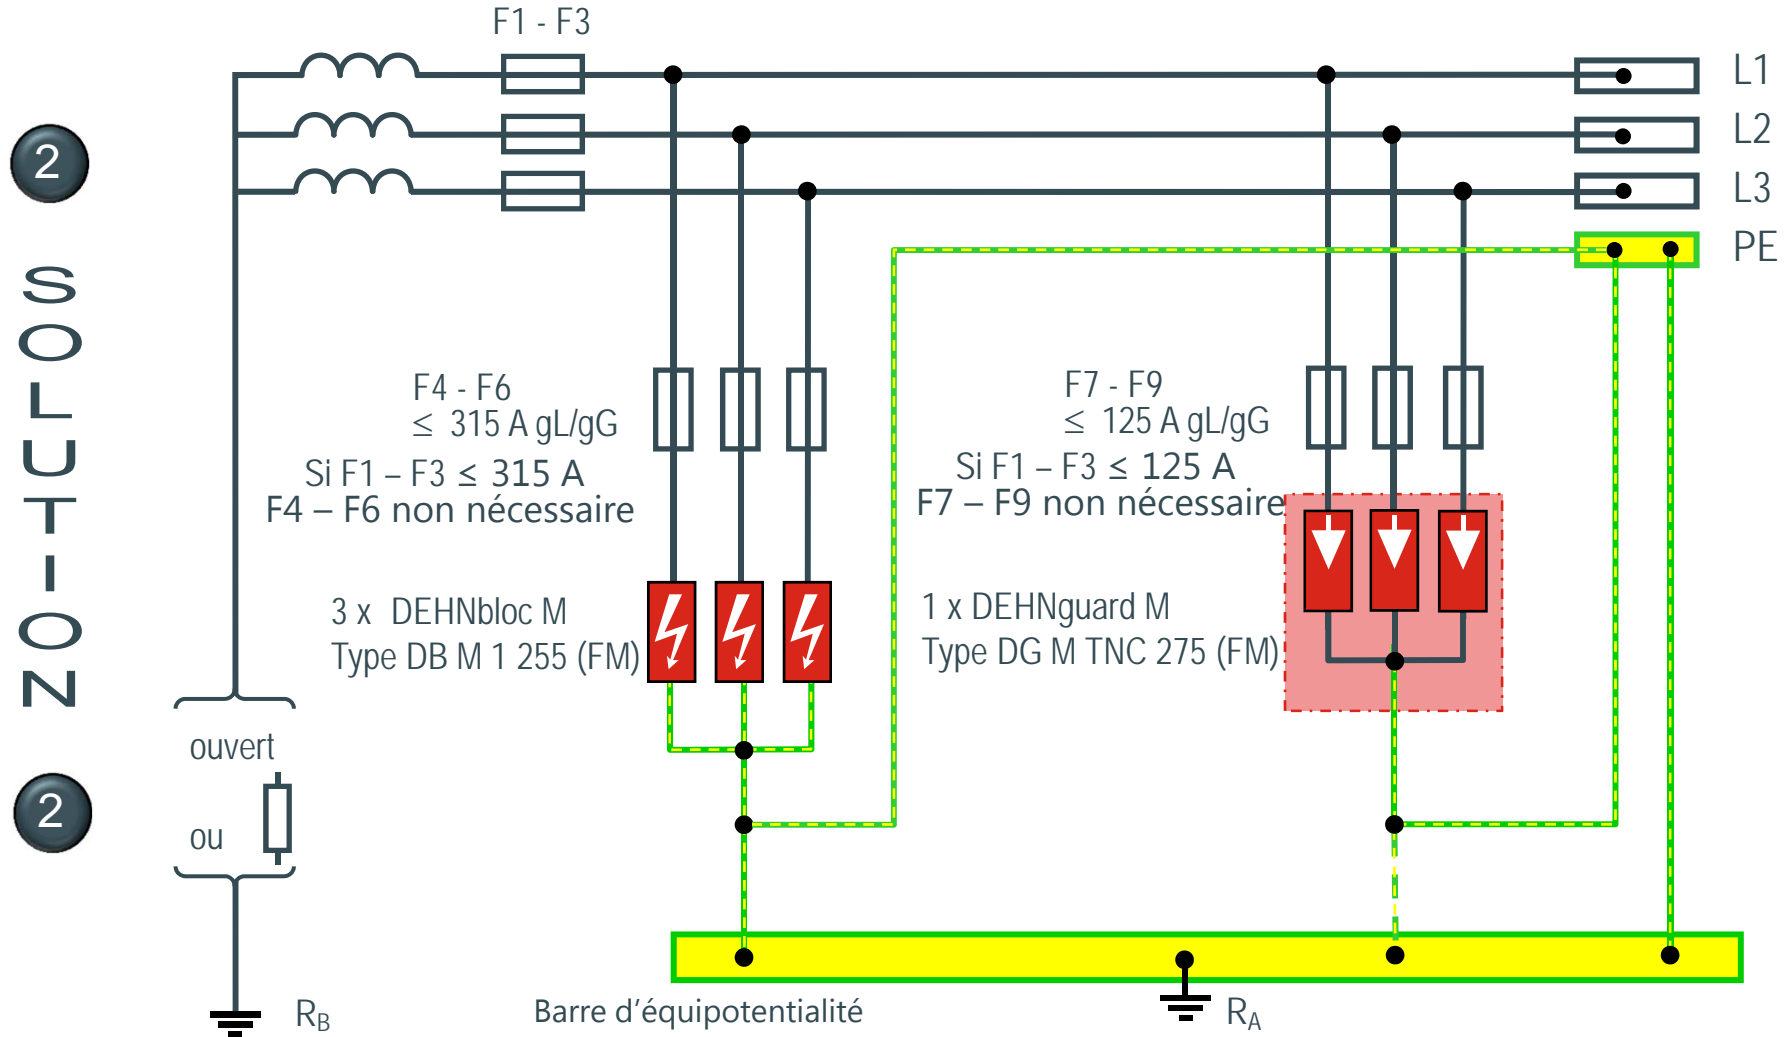 F1 - F3
L1
L2
L3
PE
2
S
O
L
U
T
I
O
N
2
F4 - F6
≤ 315 A gL/gG
Si F1 – F3 ≤ 315 A
F4 – F6 non nécessaire
F7 - F9
≤ 125 A gL/gG
Si F1 – F3 ≤ 125 A
F7 – F9 non nécessaire
3 x DEHNbloc M
Type DB M 1 255 (FM)
1 x DEHNguard M
Type DG M TNC 275 (FM)
ouvert
ou
RB
Barre d'équipotentialité
RA